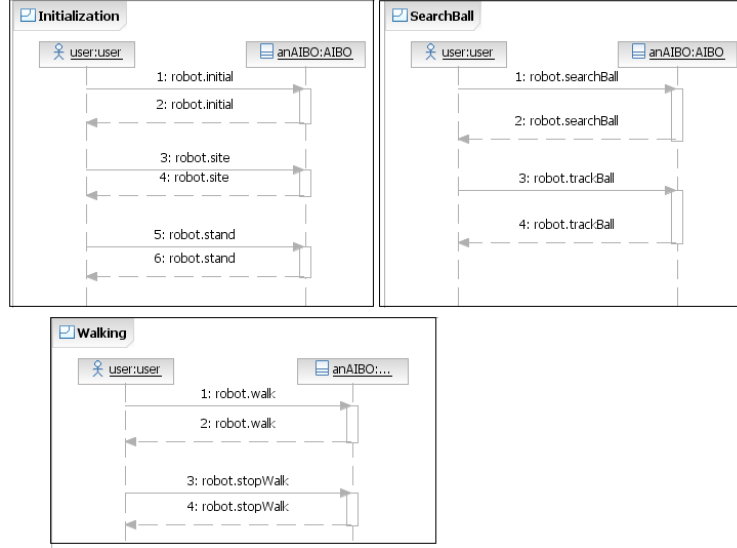 Initialization
user:user
anAIBO:AIBO
1: robot.initial
2: robot.initial
3: robot.site
4: robot.site
5: robot.stand
6: robot.stand
SearchBall
user:user
anAIBO:AIBO
1: robot.searchBall
2: robot.searchBall
3: robot.trackBall
4: robot.trackBall
Walking
user:user
anAIBO:...
1: robot.walk
2: robot.walk
3: robot.stopWalk
4: robot.stopWalk